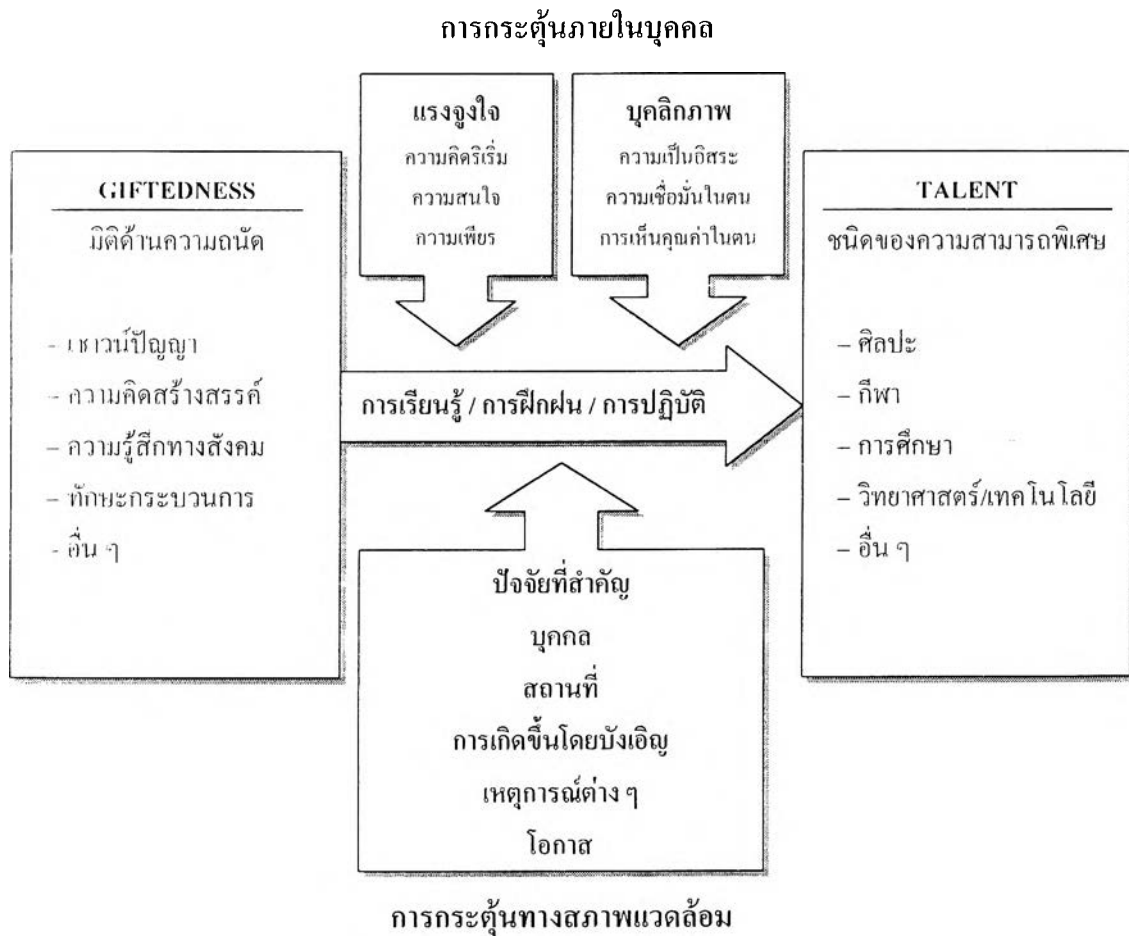 การกระตุ้นภายในบุคคล
แรงจูงใจ
ความคิดริเริ่ม
ความสนใจ
ความเพียร
บุคลิกภาพ
ความเป็นอิสระ
ความเชื่อมั่นในตน
การเห็นคุณค่าในตน
GIFTEDNESS
มิติด้านความถนัด
- เชาวน์ปัญญา
- ความคิดสร้างสรรค์
- ความรู้สึกทางสังคม
- ทักษะกระบวนการ
- อื่น ๆ
การเรียนรู้ / การฝึกฝน / การปฏิบัติ
TALENT
ชนิดของความสามารถพิเศษ
- ศิลปะ
- กีฬา
- การศึกษา
- วิทยาศาสตร์/เทคโนโลยี
- อื่น ๆ
ปัจจัยที่สำคัญ
บุคคล
สถานที่
การเกิดขึ้นโดยบังเอิญ
เหตุการณ์ต่าง ๆ
โอกาส
การกระตุ้นทางสภาพแวดล้อม